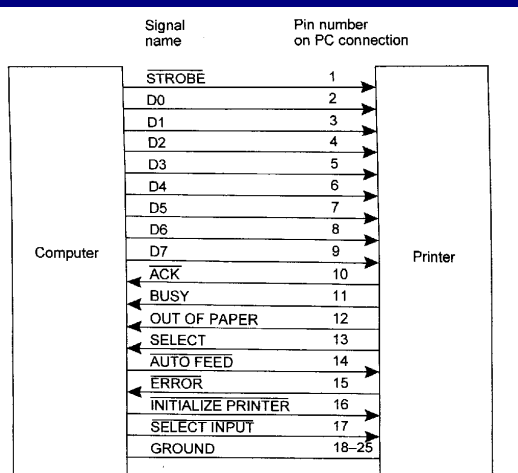 Signal name
Pin number on PC connection
STROBE 1
D0 2
D1 3
D2 4
D3 5
D4 6
D5 7
D6 8
D7 9
ACK 10
BUSY 11
OUT OF PAPER 12
SELECT 13
AUTO FEED 14
ERROR 15
INITIALIZE PRINTER 16
SELECT INPUT 17
GROUND 18–25
Computer
Printer